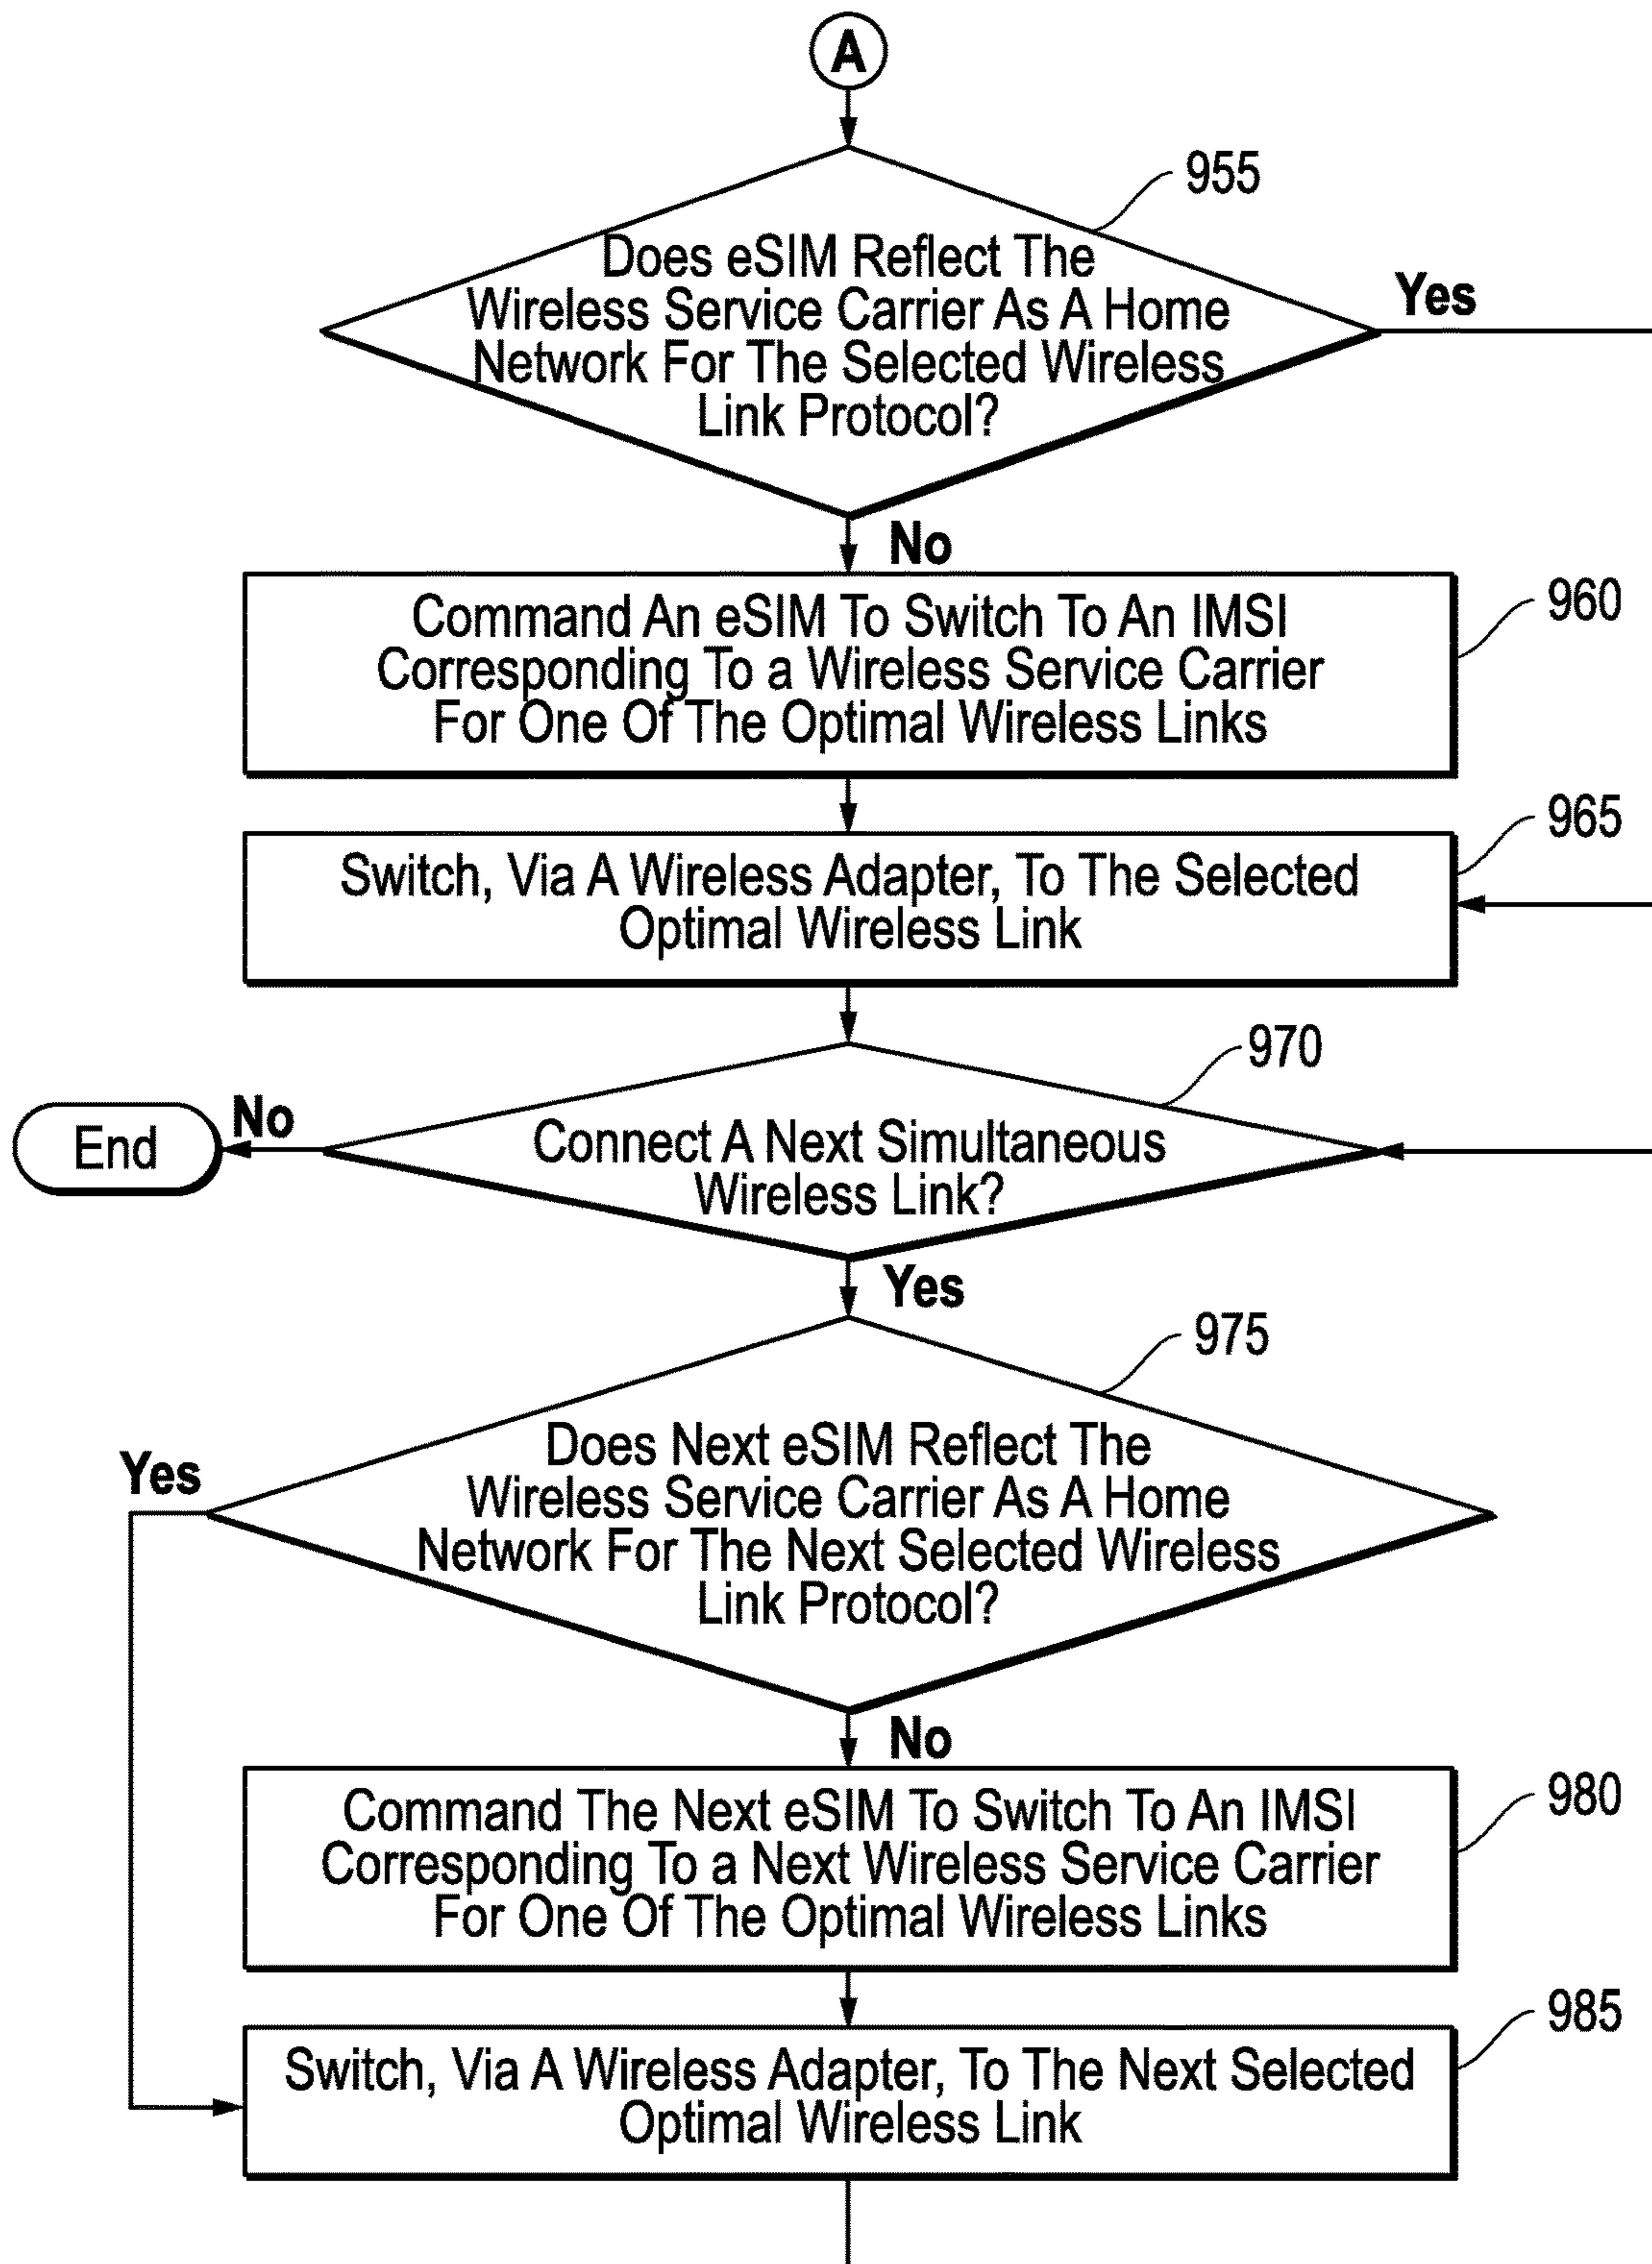 A
955
Does eSIM Reflect The
Wireless Service Carrier As A Home
Network For The Selected Wireless
Link Protocol?
Yes
No
960
Command An eSIM To Switch To An IMSI
Corresponding To a Wireless Service Carrier
For One Of The Optimal Wireless Links
965
Switch, Via A Wireless Adapter, To The Selected
Optimal Wireless Link
970
End
No
Connect A Next Simultaneous
Wireless Link?
Yes
975
Does Next eSIM Reflect The
Wireless Service Carrier As A Home
Network For The Next Selected Wireless
Link Protocol?
Yes
No
980
Command The Next eSIM To Switch To An IMSI
Corresponding To a Next Wireless Service Carrier
For One Of The Optimal Wireless Links
985
Switch, Via A Wireless Adapter, To The Next Selected
Optimal Wireless Link